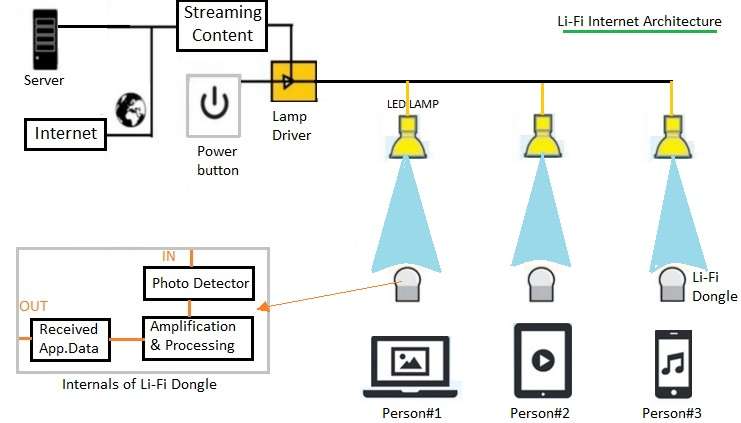 Li-Fi Internet Architecture
Streaming
Content
Server
Internet
Power
button
Lamp
Driver
LED LAMP
Li-Fi
Dongle
IN
Photo Detector
OUT
Received
App.Data
Amplification
& Processing
Internals of Li-Fi Dongle
Person#1
Person#2
Person#3